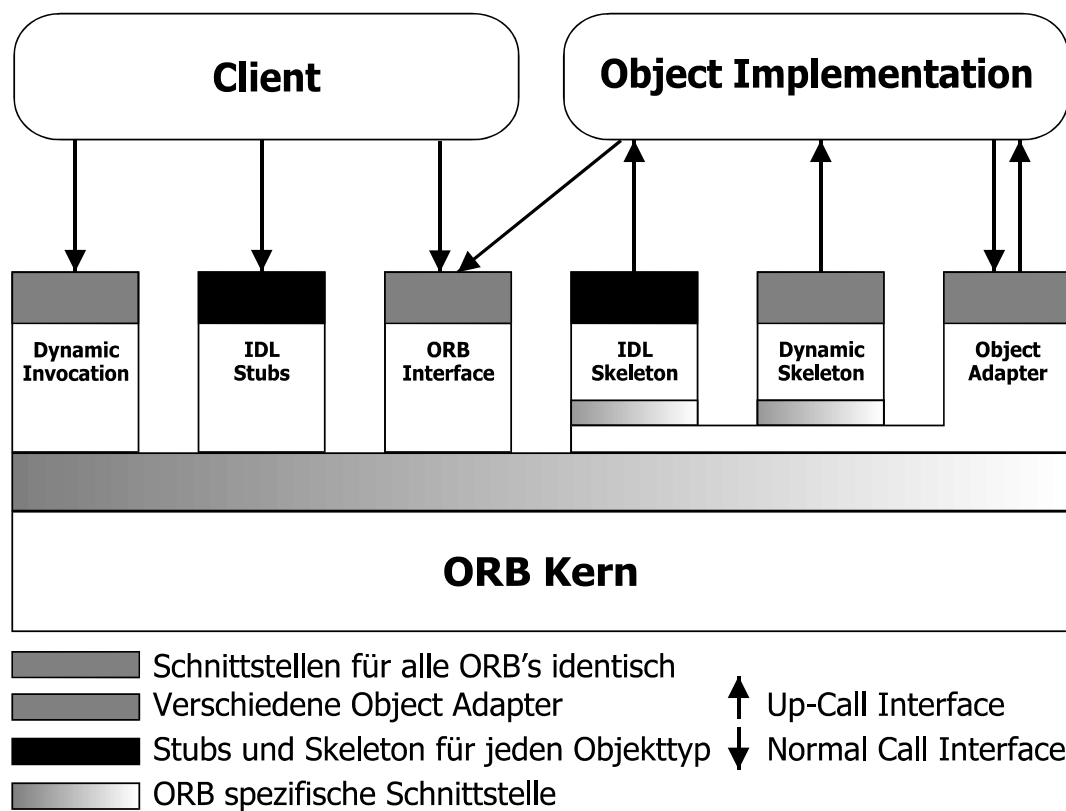 Client
Object Implementation
Dynamic
Invocation
IDL
Stubs
ORB
Interface
IDL
Skeleton
Dynamic
Skeleton
Object
Adapter
ORB Kern
Schnittstellen für alle ORB's identisch
Verschiedene Object Adapter
Stubs und Skeleton für jeden Objekttyp
ORB spezifische Schnittstelle
Up-Call Interface
Normal Call Interface